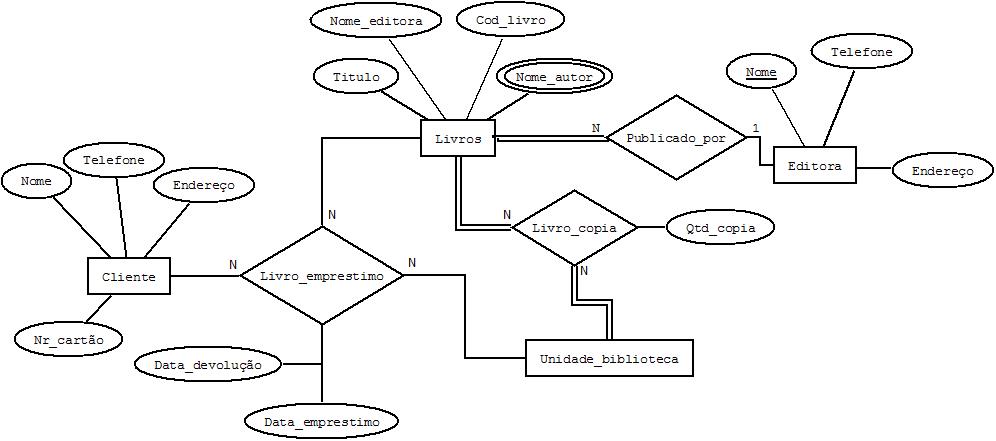 Nome_editora
Cod_livro
Titulo
Nome_autor
Nome
Telefone
Livros
N
Publicado_por
1
Editora
Endereço
Telefone
Nome
Endereço
N
Livro_copia
Qtd_copia
N
Cliente
N
Livro_emprestimo
N
N
Nr_cartão
Unidade_biblioteca
Data_devolução
Data_emprestimo